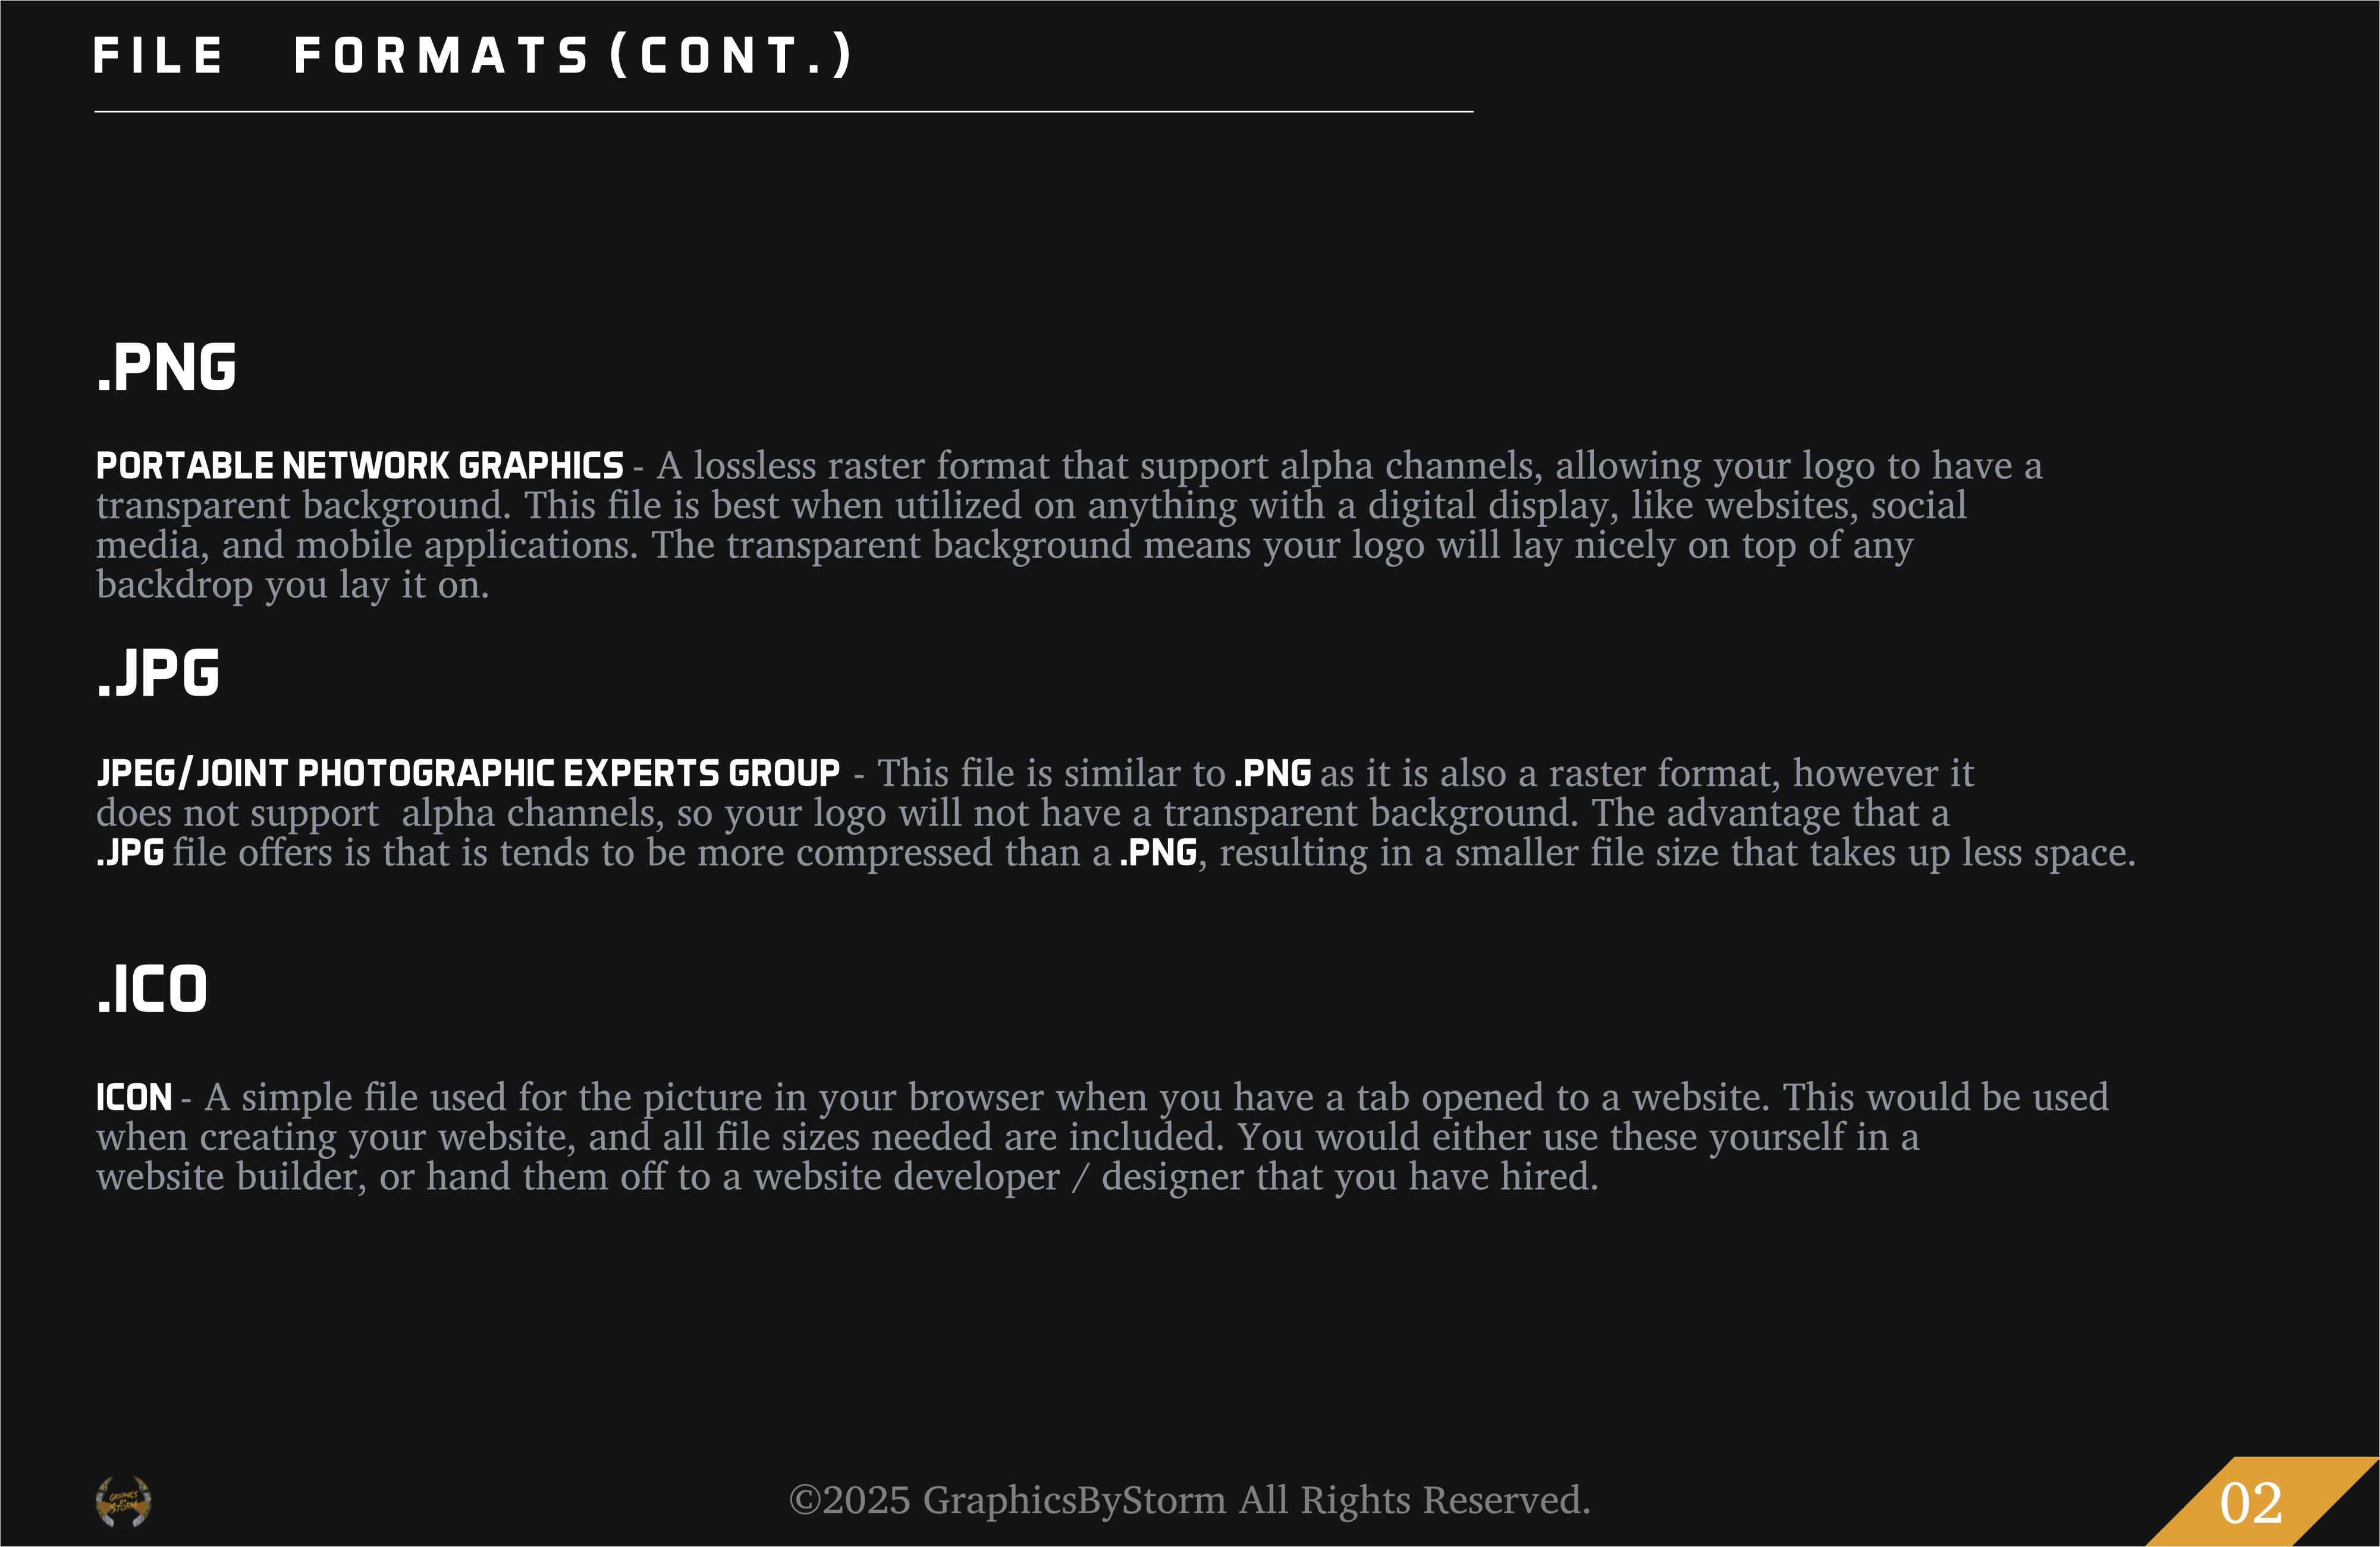 FILE FORMATS (CONT.)
.PNG
PORTABLE NETWORK GRAPHICS - A lossless raster format that support alpha channels, allowing your logo to have a
transparent background. This file is best when utilized on anything with a digital display, like websites, social
media, and mobile applications. The transparent background means your logo will lay nicely on top of any
backdrop you lay it on.
.JPG
JPEG/JOINT PHOTOGRAPHIC EXPERTS GROUP - This file is similar to .PNG as it is also a raster format, however it
does not support alpha channels, so your logo will not have a transparent background. The advantage that a
.JPG file offers is that is tends to be more compressed than a .PNG, resulting in a smaller file size that takes up less space.
.ICO
ICON - A simple file used for the picture in your browser when you have a tab opened to a website. This would be used
when creating your website, and all file sizes needed are included. You would either use these yourself in a
website builder, or hand them off to a website developer / designer that you have hired.
GRAPHICS
BY
STORM
©2025 GraphicsByStorm All Rights Reserved.
02